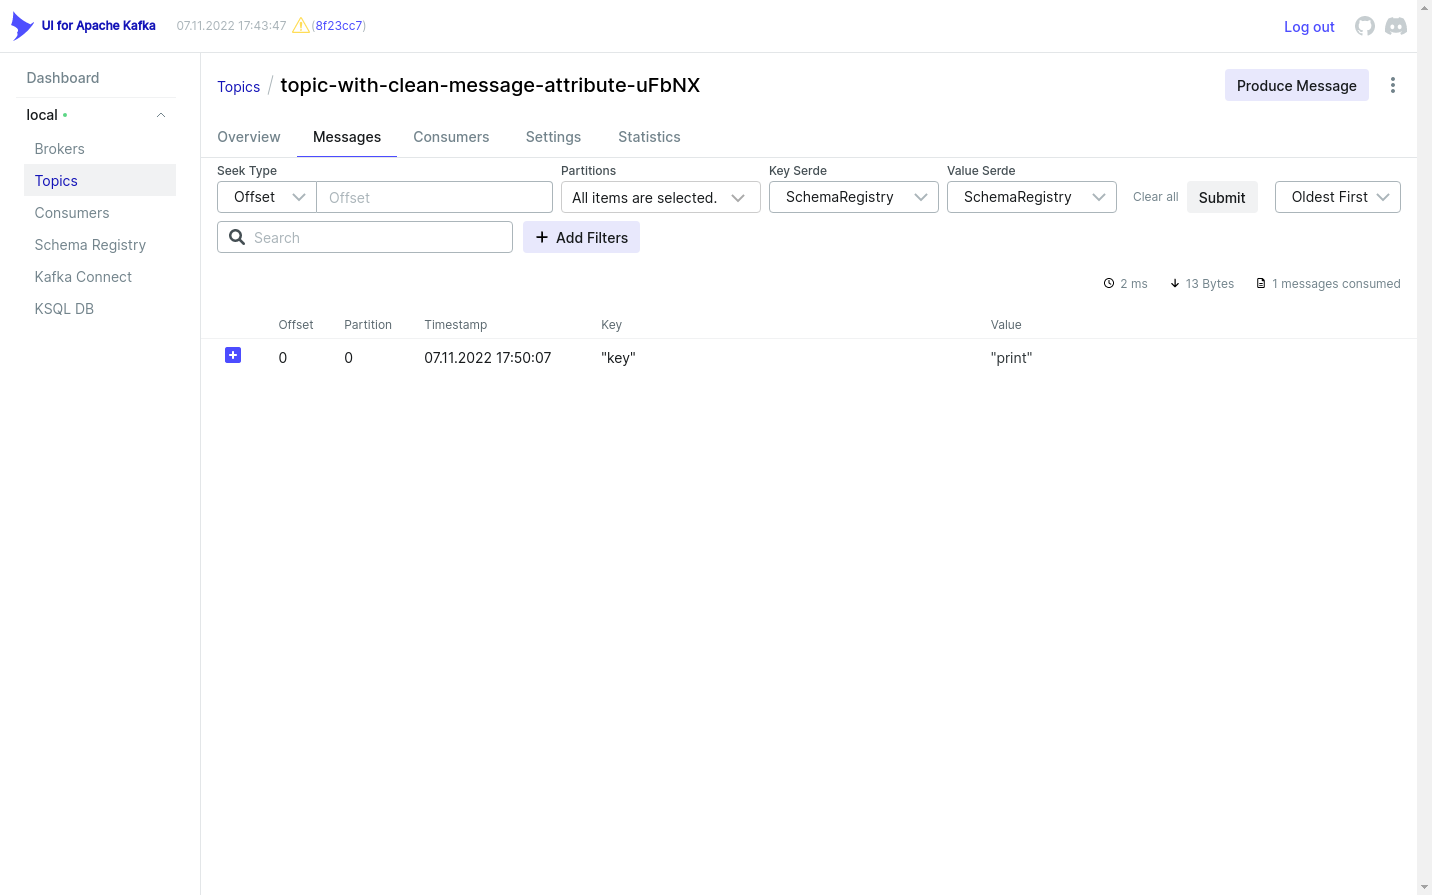 UI for Apache Kafka 07.11.2022 17:43:47 (8f23cc7) Log out
Dashboard
local
Brokers
Topics
Consumers
Schema Registry
Kafka Connect
KSQL DB
Topics / topic-with-clean-message-attribute-uFbNX Produce Message
Overview Messages Consumers Settings Statistics
Seek Type Partitions Key Serde Value Serde
Offset Offset All items are selected. SchemaRegistry SchemaRegistry Clear all Submit Oldest First
Search Add Filters
2 ms 13 Bytes 1 messages consumed
Offset Partition Timestamp Key Value
0 0 07.11.2022 17:50:07 "key" "print"